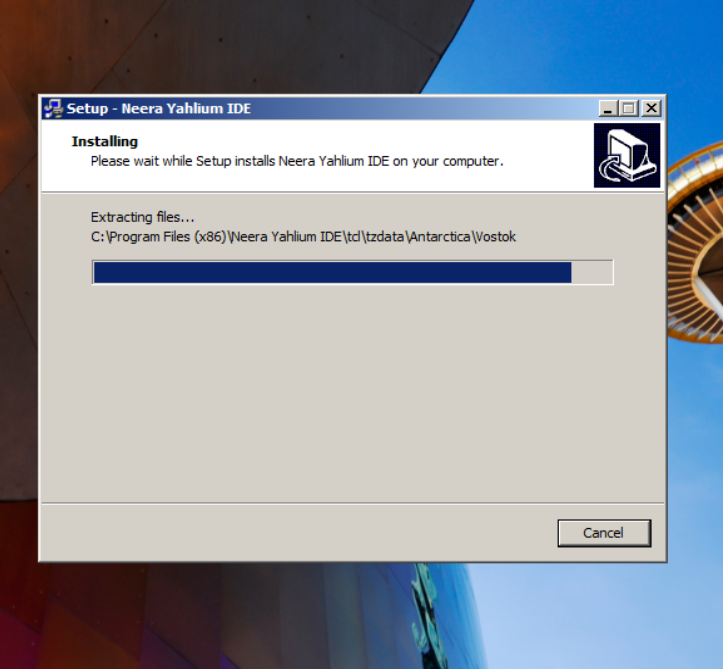 Setup - Neera Yahlium IDE
Installing
Please wait while Setup installs Neera Yahlium IDE on your computer.
Extracting files...
C:\Program Files (x86)\Neera Yahlium IDE\tcl\tzdata\Antarctica\Vostok
Cancel